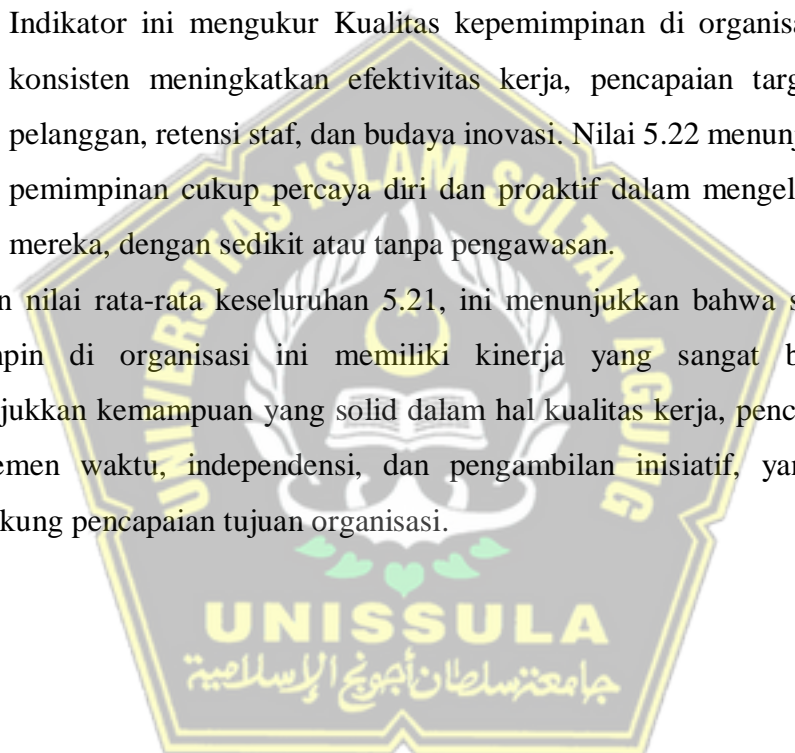 Indikator ini mengukur Kualitas kepemimpinan di organisa
konsisten meningkatkan efektivitas kerja, pencapaian targ
pelanggan, retensi staf, dan budaya inovasi. Nilai 5.22 menunj
pemimpinan cukup percaya diri dan proaktif dalam mengel
mereka, dengan sedikit atau tanpa pengawasan.
n nilai rata-rata keseluruhan 5.21, ini menunjukkan bahwa s
npin di organisasi ini memiliki kinerja yang sangat b
jukkan kemampuan yang solid dalam hal kualitas kerja, penc
emen waktu, independensi, dan pengambilan inisiatif, yan
kung pencapaian tujuan organisasi.
UNIVERSITAS ISLAM SULTAN AGUNG
UNISSULA
جامعة سلطان أجونج الإسلامية